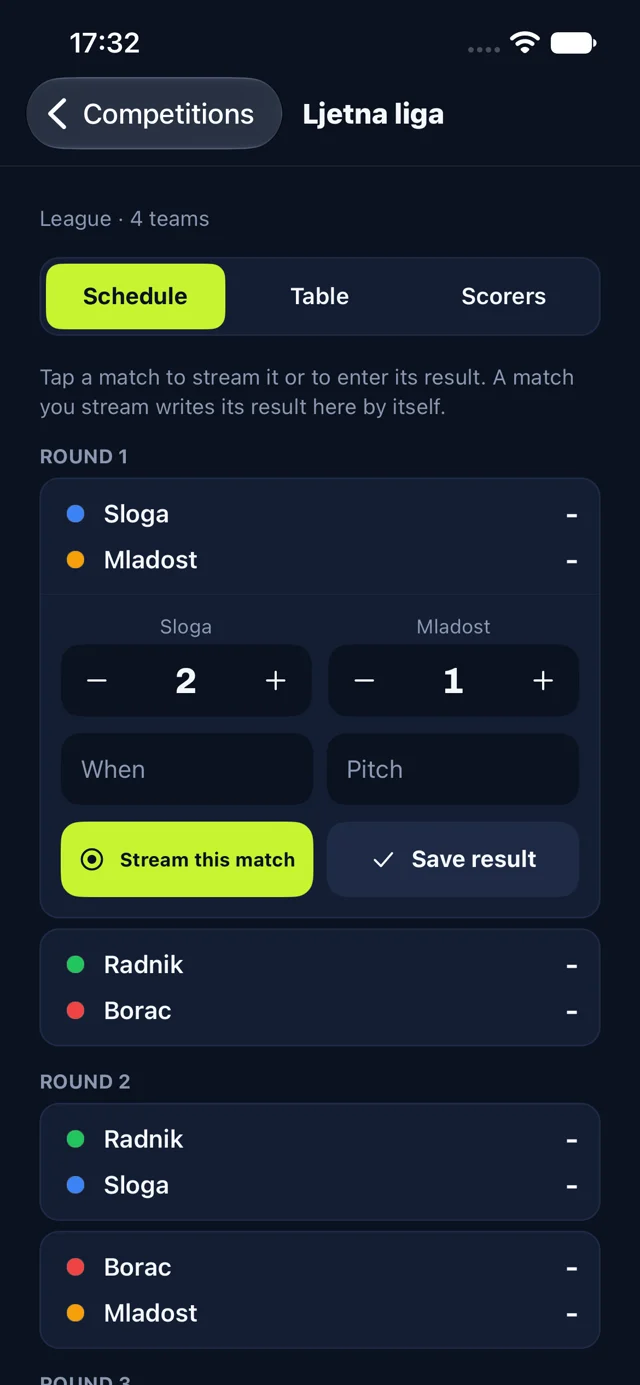 17:32
Competitions
Ljetna liga
League · 4 teams
Schedule
Table
Scorers
Tap a match to stream it or to enter its result. A match
you stream writes its result here by itself.
ROUND 1
Sloga -
Mladost -
Sloga
Mladost
− 2 +
− 1 +
When
Pitch
Stream this match
Save result
Radnik -
Borac -
ROUND 2
Radnik -
Sloga -
Borac -
Mladost -
ROUND 3